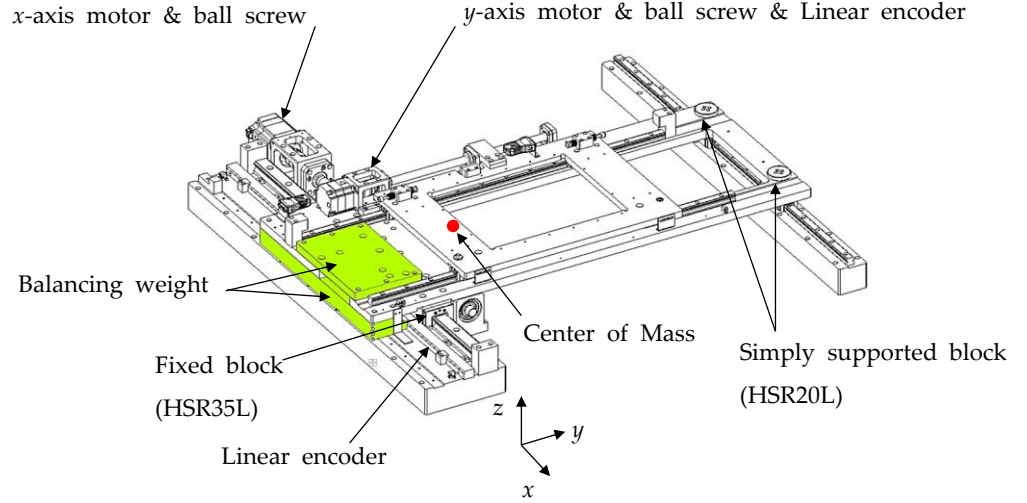 x-axis motor & ball screw
y-axis motor & ball screw & Linear encoder
Balancing weight
Center of Mass
Fixed block
(HSR35L)
Simply supported block
(HSR20L)
Linear encoder
z
y
x